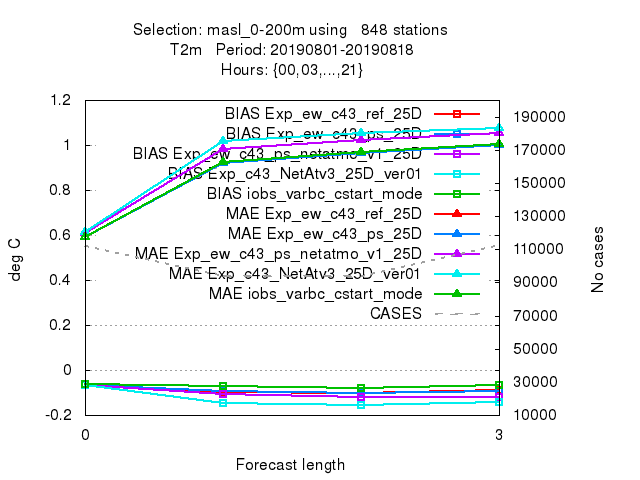 Selection: masl_0-200m using 848 stations
T2m Period: 20190801-20190818
Hours: {00,03,...,21}
BIAS Exp_ew_c43_ref_25D
BIAS Exp_ew_c43_ps_25D
BIAS Exp_ew_c43_ps_netatmo_v1_25D
BIAS Exp_c43_NetAtv3_25D_ver01
BIAS iobs_varbc_cstart_mode
MAE Exp_ew_c43_ref_25D
MAE Exp_ew_c43_ps_25D
MAE Exp_ew_c43_ps_netatmo_v1_25D
MAE Exp_c43_NetAtv3_25D_ver01
MAE iobs_varbc_cstart_mode
CASES
1.2
1
0.8
0.6
0.4
0.2
0
-0.2
deg C
190000
170000
150000
130000
110000
90000
70000
50000
30000
10000
No cases
0 3
Forecast length